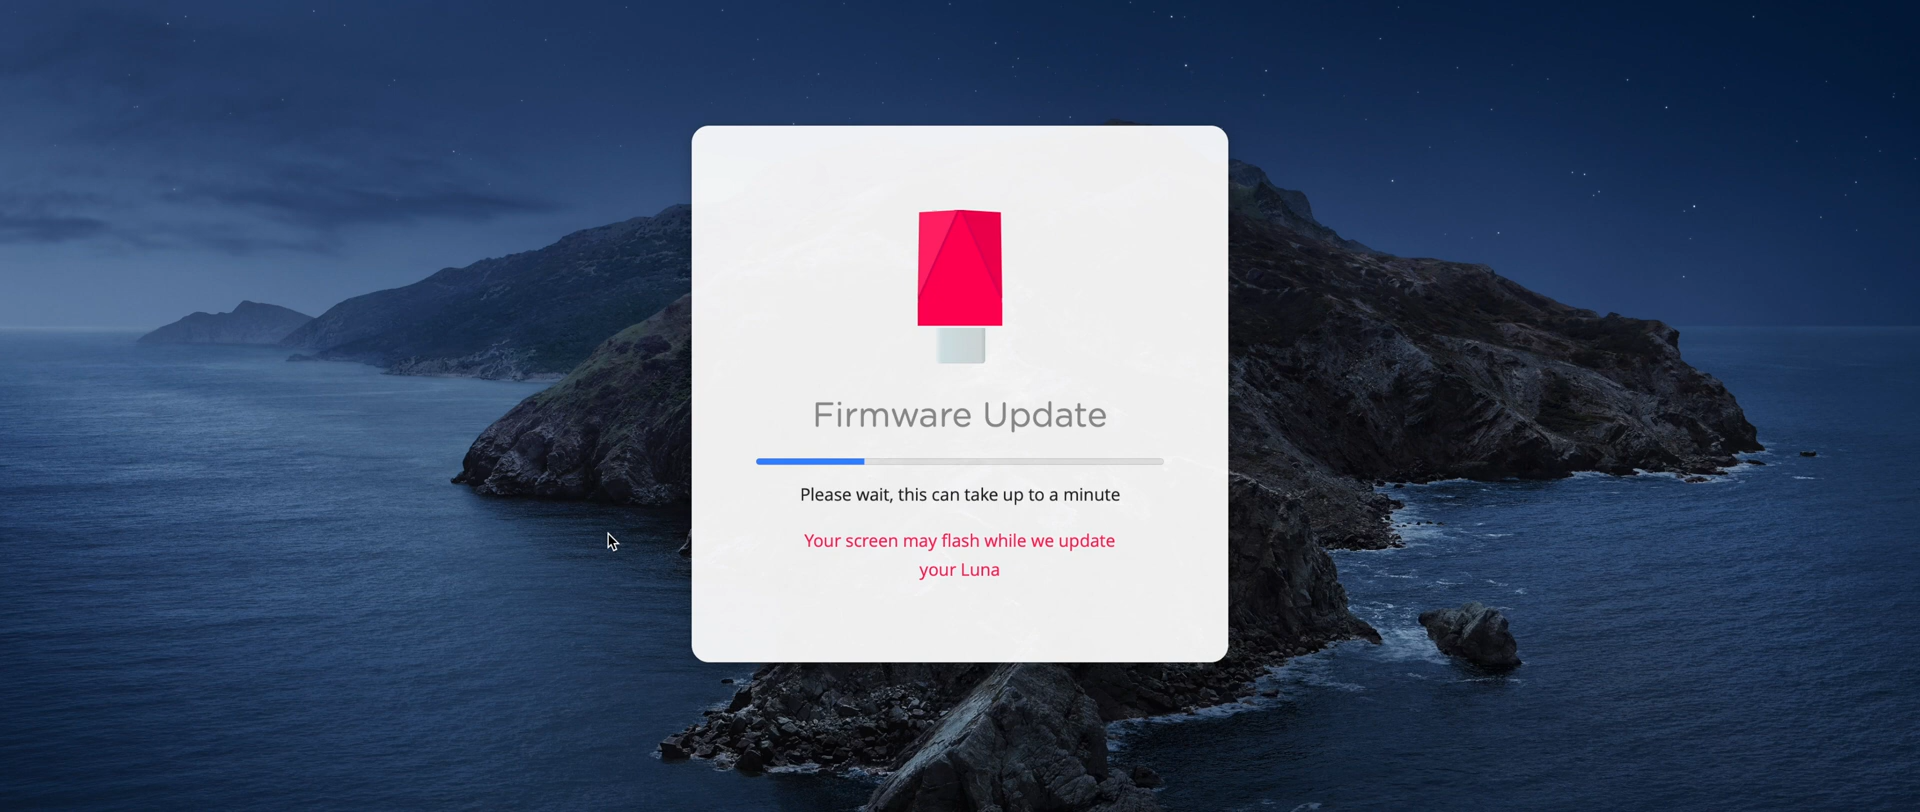 Firmware Update
Please wait, this can take up to a minute
Your screen may flash while we update
your Luna